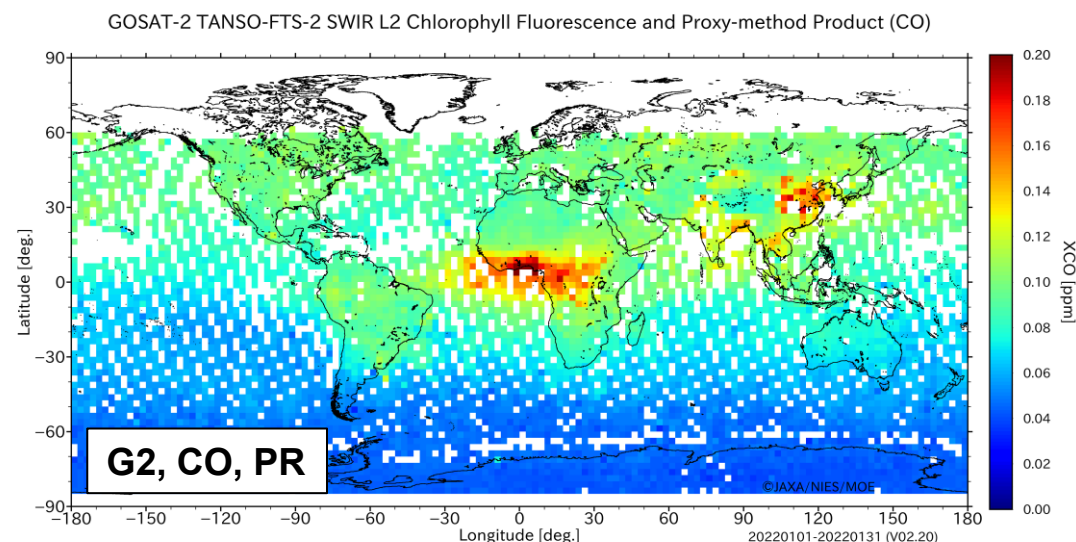 GOSAT-2 TANSO-FTS-2 SWIR L2 Chlorophyll Fluorescence and Proxy-method Product (CO)
90
60
30
0
−30
−60
−90
Latitude [deg.]
−180 −150 −120 −90 −60 −30 0 30 60 90 120 150 180
Longitude [deg.]
G2, CO, PR
©JAXA/NIES/MOE
20220101-20220131 (V02.20)
0.20
0.18
0.16
0.14
0.12
0.10
0.08
0.06
0.04
0.02
0.00
XCO [ppm]